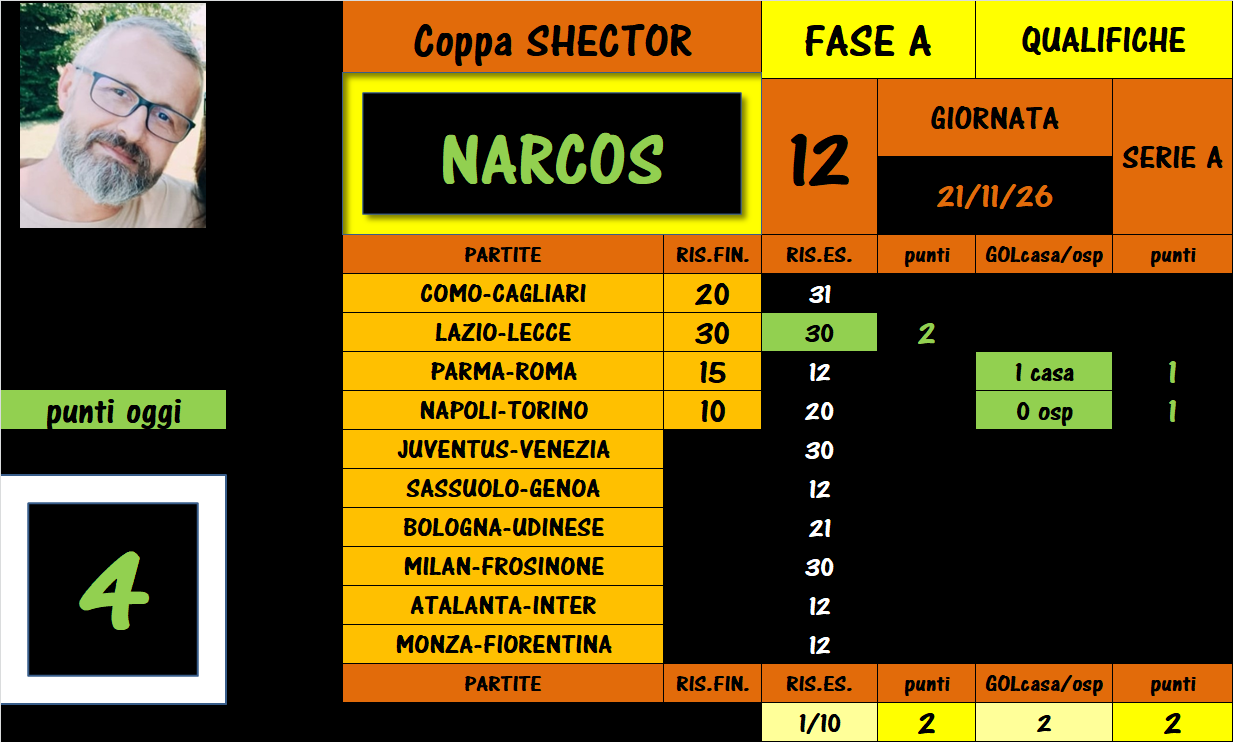 Coppa SHECTOR FASE A QUALIFICHE
NARCOS 12 GIORNATA SERIE A
21/11/26
PARTITE RIS.FIN. RIS.ES. punti GOLcasa/osp punti
COMO-CAGLIARI 20 31
LAZIO-LECCE 30 30 2
PARMA-ROMA 15 12 1 casa 1
NAPOLI-TORINO 10 20 0 osp 1
JUVENTUS-VENEZIA 30
SASSUOLO-GENOA 12
BOLOGNA-UDINESE 21
MILAN-FROSINONE 30
ATALANTA-INTER 12
MONZA-FIORENTINA 12
PARTITE RIS.FIN. RIS.ES. punti GOLcasa/osp punti
1/10 2 2 2
punti oggi
4